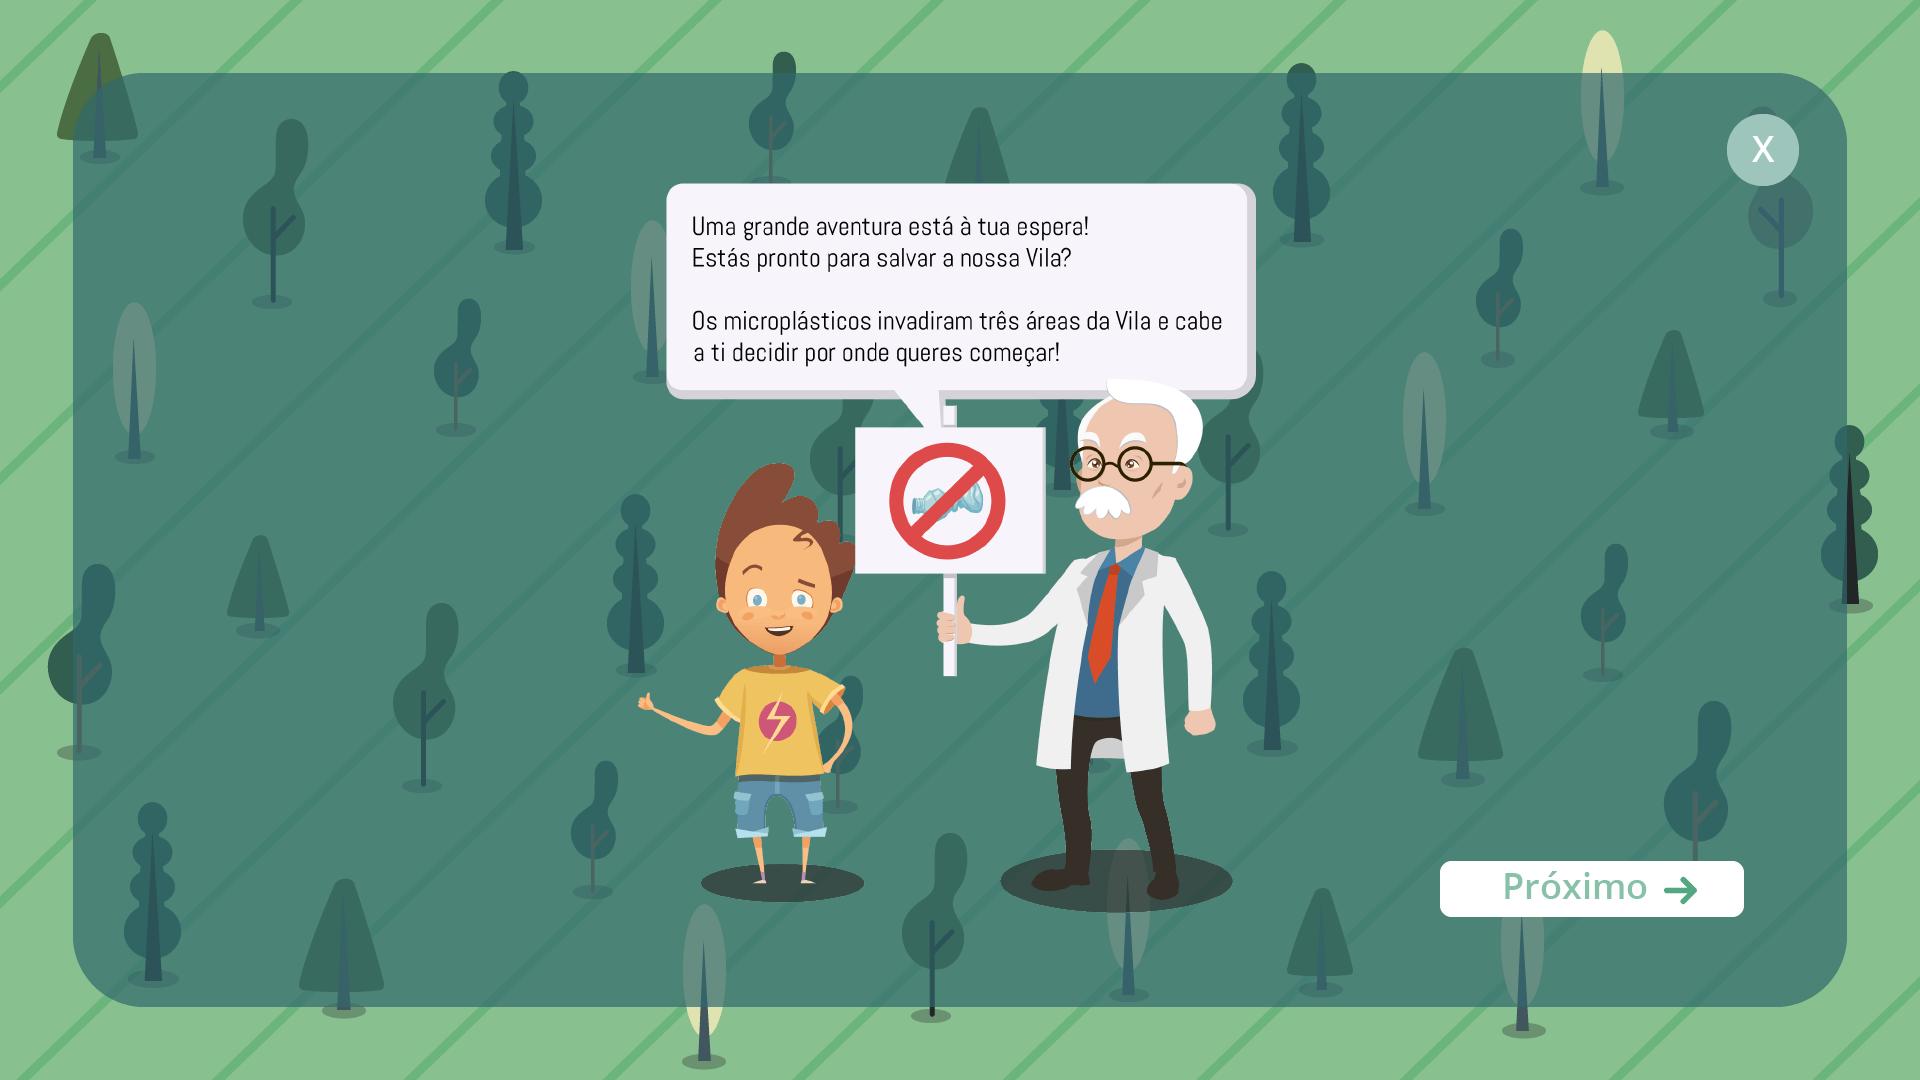 X
Uma grande aventura está à tua espera!
Estás pronto para salvar a nossa Vila?
Os microplásticos invadiram três áreas da Vila e cabe
a ti decidir por onde queres começar!
Próximo